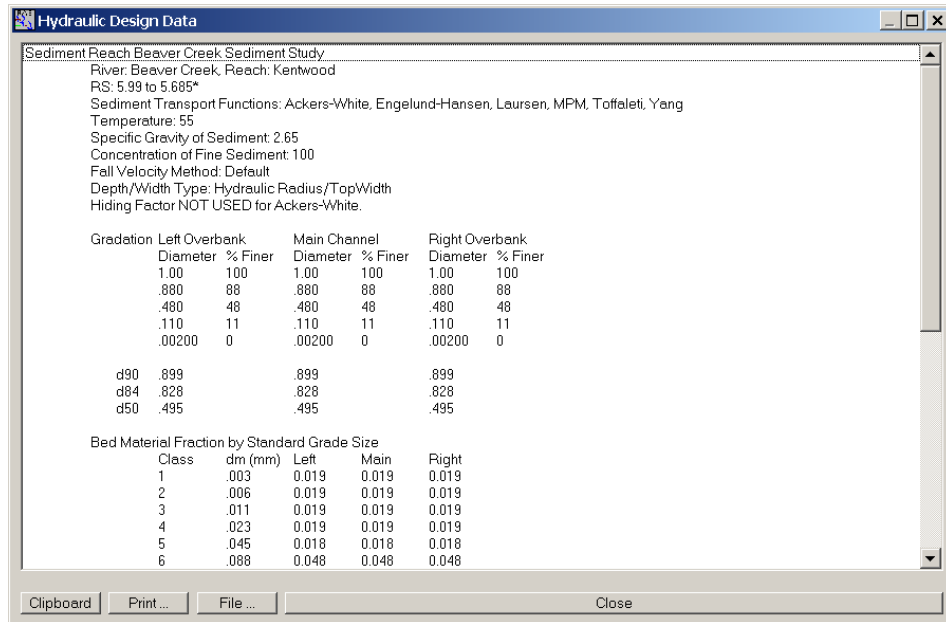 Hydraulic Design Data
Sediment Reach Beaver Creek Sediment Study
River: Beaver Creek, Reach: Kentwood
RS: 5.99 to 5.685*
Sediment Transport Functions: Ackers-White, Engelund-Hansen, Laursen, MPM, Toffaleti, Yang
Temperature: 55
Specific Gravity of Sediment: 2.65
Concentration of Fine Sediment: 100
Fall Velocity Method: Default
Depth/Width Type: Hydraulic Radius/TopWidth
Hiding Factor NOT USED for Ackers-White.
Gradation Left Overbank Main Channel Right Overbank
Diameter % Finer Diameter % Finer Diameter % Finer
1.00 100 1.00 100 1.00 100
.880 88 .880 88 .880 88
.480 48 .480 48 .480 48
.110 11 .110 11 .110 11
.00200 0 .00200 0 .00200 0
d90 .899 .899 .899
d84 .828 .828 .828
d50 .495 .495 .495
Bed Material Fraction by Standard Grade Size
Class dm (mm) Left Main Right
1 .003 0.019 0.019 0.019
2 .006 0.019 0.019 0.019
3 .011 0.019 0.019 0.019
4 .023 0.019 0.019 0.019
5 .045 0.018 0.018 0.018
6 .088 0.048 0.048 0.048
Clipboard Print ... File ... Close